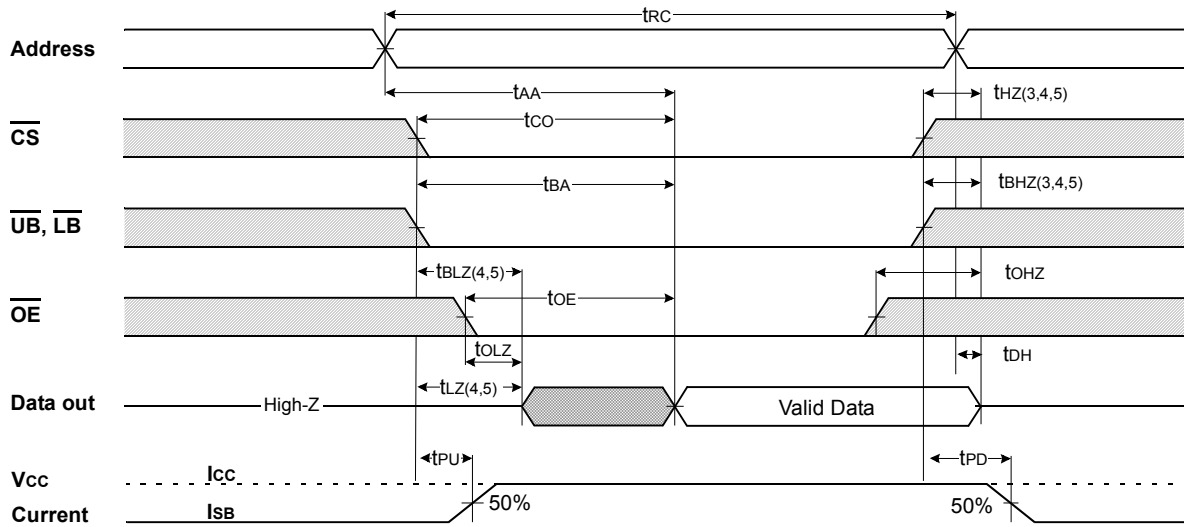 tRC
Address
tAA
tHZ(3,4,5)
CS
tCO
tBA
tBHZ(3,4,5)
UB, LB
tBLZ(4,5)
tOHZ
OE
tOE
tOLZ
tDH
tLZ(4,5)
Data out
High-Z
Valid Data
tPU
tPD
VCC
ICC
50%
50%
Current
ISB